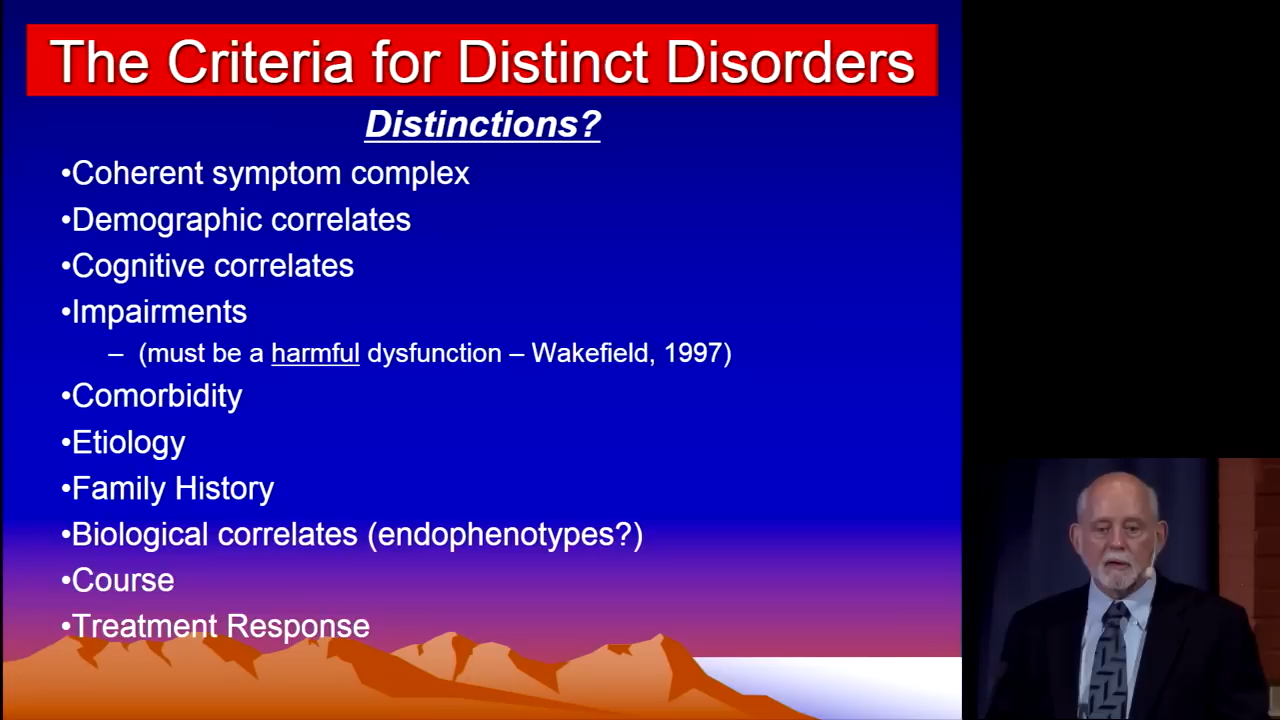 The Criteria for Distinct Disorders
Distinctions?
•Coherent symptom complex
•Demographic correlates
•Cognitive correlates
•Impairments
– (must be a harmful dysfunction – Wakefield, 1997)
•Comorbidity
•Etiology
•Family History
•Biological correlates (endophenotypes?)
•Course
•Treatment Response